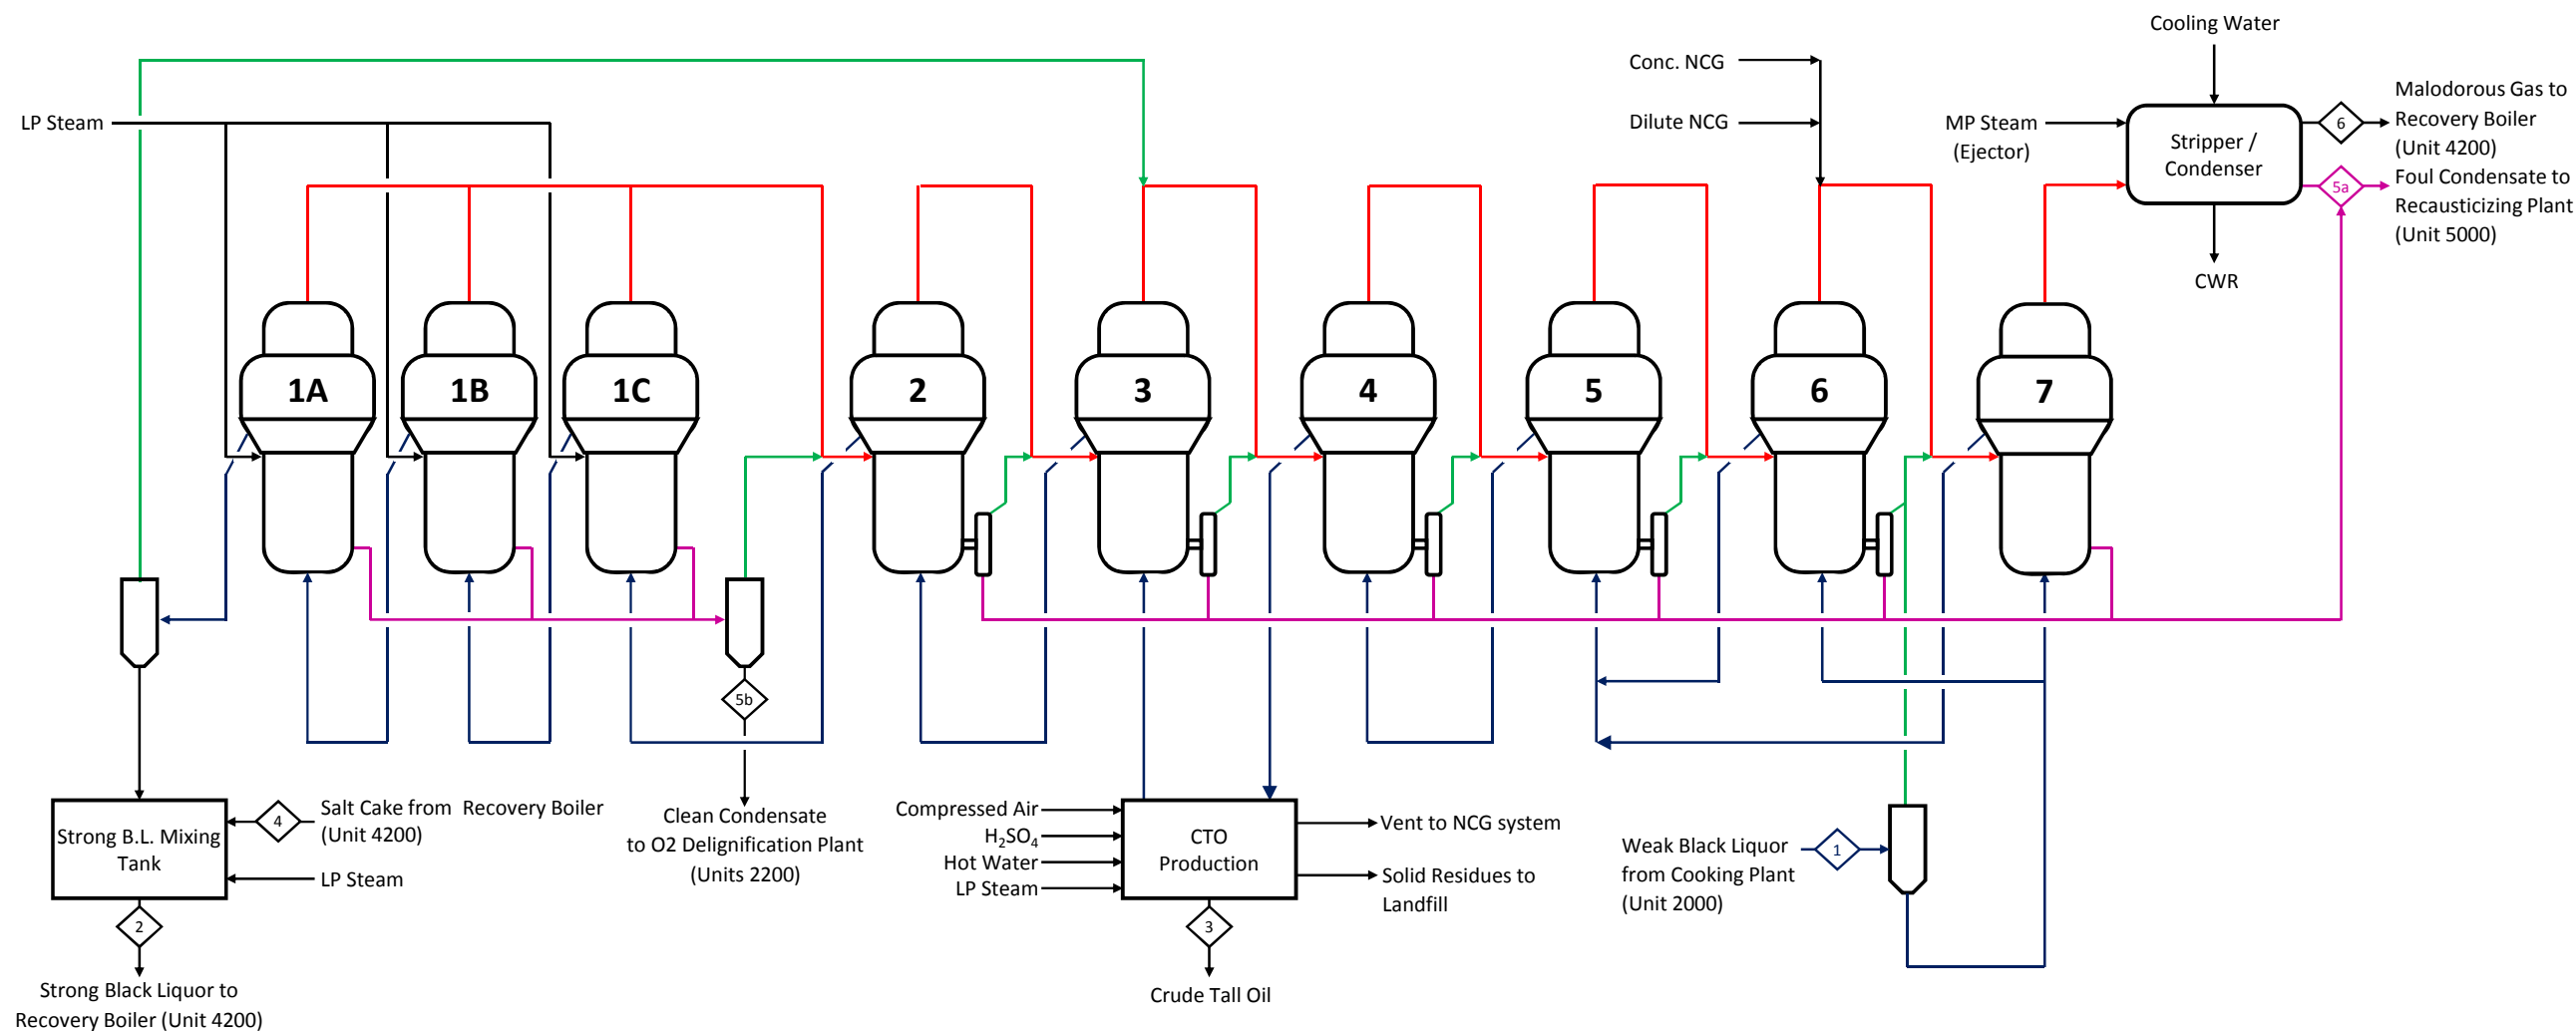 Cooling Water
Conc. NCG
Malodorous Gas to
LP Steam
Dilute NCG
MP Steam
(Ejector)
Stripper /
Condenser
6
Recovery Boiler
(Unit 4200)
5a
Foul Condensate to
Recausticizing Plant
(Unit 5000)
CWR
1A
1B
1C
2
3
4
5
6
7
5b
Strong B.L. Mixing
Tank
4
Salt Cake from Recovery Boiler
(Unit 4200)
LP Steam
2
Strong Black Liquor to
Recovery Boiler (Unit 4200)
Clean Condensate
to O2 Delignification Plant
(Units 2200)
Compressed Air
H₂SO₄
Hot Water
LP Steam
CTO
Production
Vent to NCG system
Solid Residues to
Landfill
3
Crude Tall Oil
Weak Black Liquor
from Cooking Plant
(Unit 2000)
1